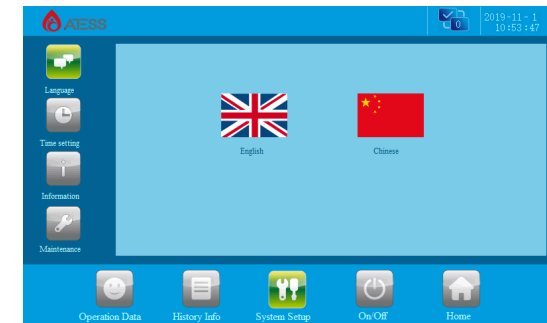 ATESS
0
2019-11- 1
10:53:47
Language
Time setting
Information
Maintenance
English
Chinese
Operation Data
History Info
System Setup
On/Off
Home